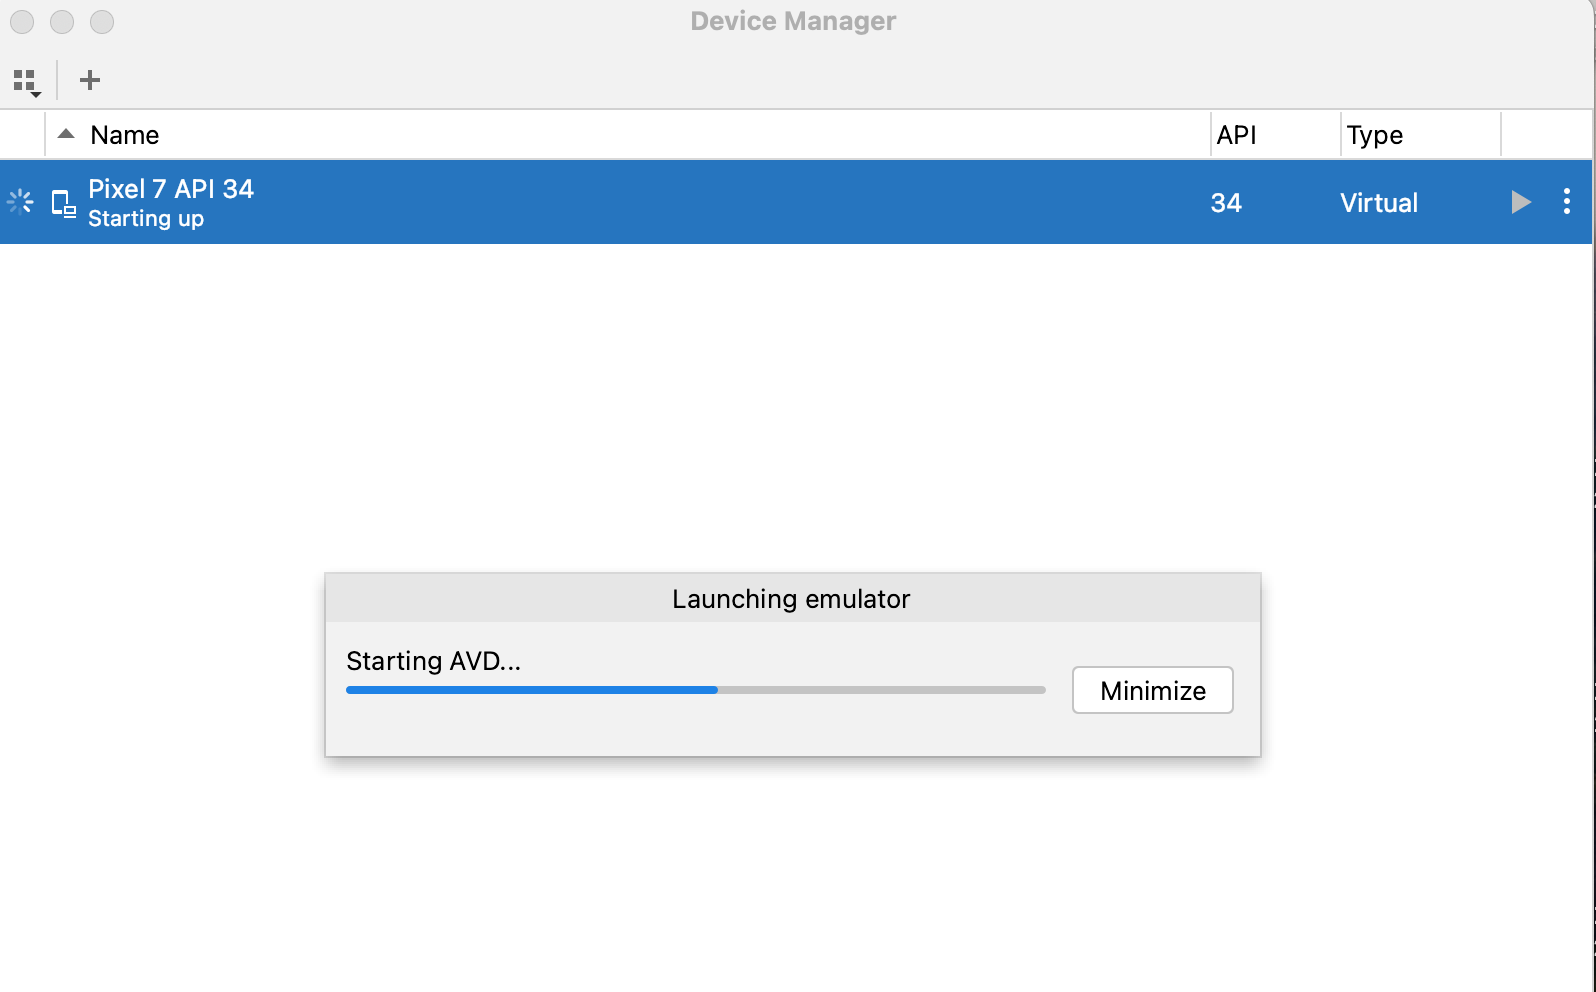 Device Manager
Name API Type
Pixel 7 API 34
Starting up
34 Virtual
Launching emulator
Starting AVD...
Minimize